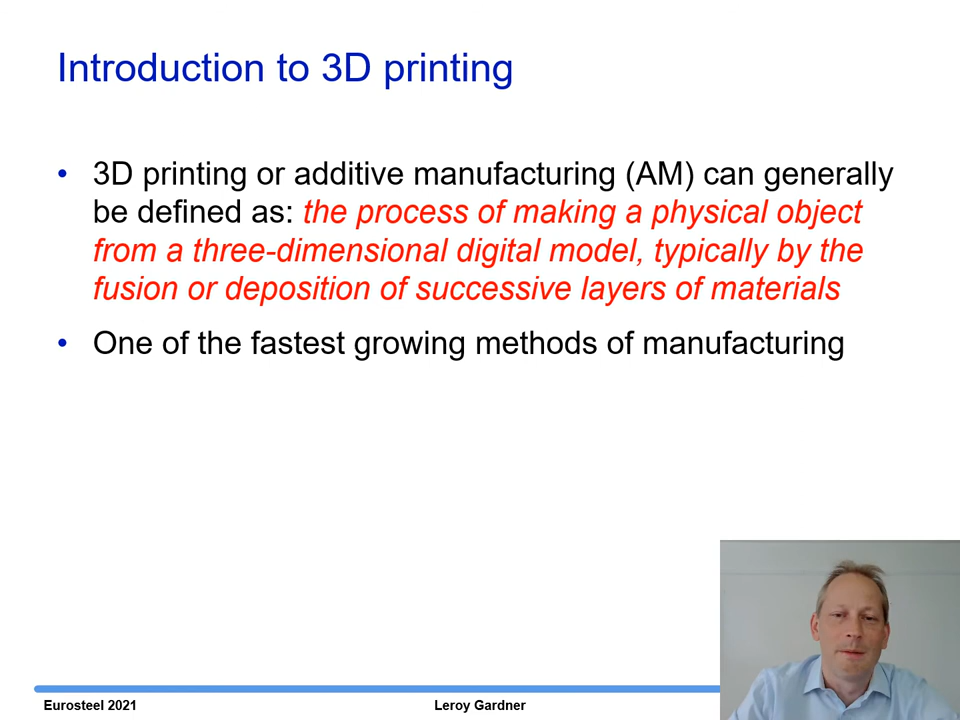 Introduction to 3D printing
• 3D printing or additive manufacturing (AM) can generally
be defined as: the process of making a physical object
from a three-dimensional digital model, typically by the
fusion or deposition of successive layers of materials
• One of the fastest growing methods of manufacturing
Eurosteel 2021
Leroy Gardner